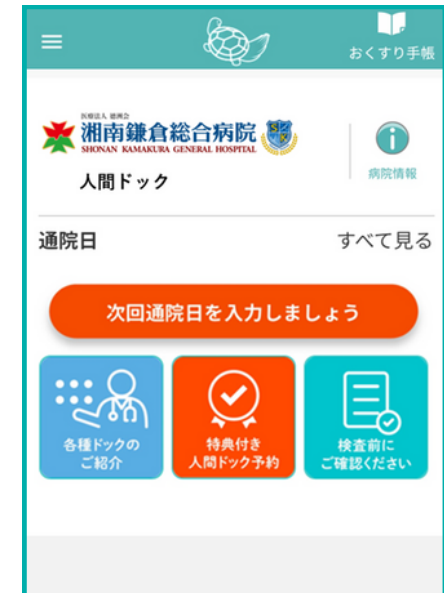 おくすり手帳
医療法人 徳洲会
湘南鎌倉総合病院
SHONAN KAMAKURA GENERAL HOSPITAL
人間ドック
病院情報
通院日
すべて見る
次回通院日を入力しましょう
各種ドックの
ご紹介
特典付き
人間ドック予約
検査前に
ご確認ください